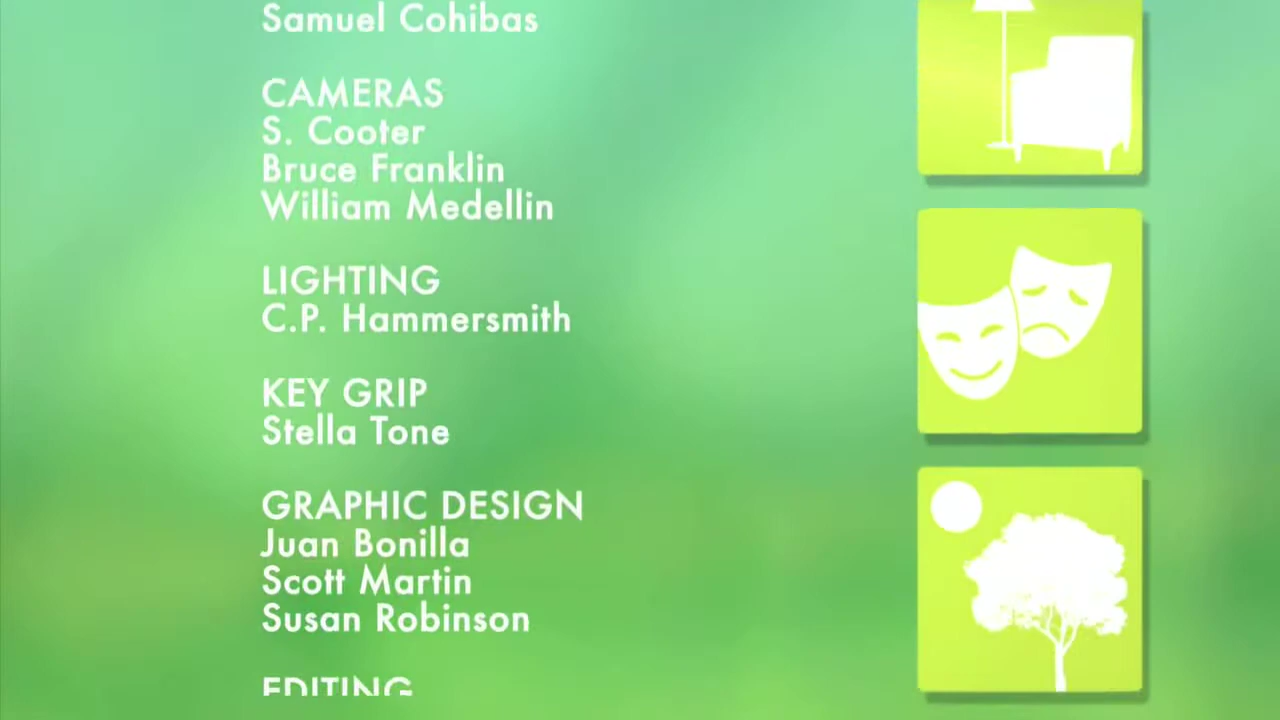 Samuel Cohibas
CAMERAS
S. Cooter
Bruce Franklin
William Medellin
LIGHTING
C.P. Hammersmith
KEY GRIP
Stella Tone
GRAPHIC DESIGN
Juan Bonilla
Scott Martin
Susan Robinson
EDITING